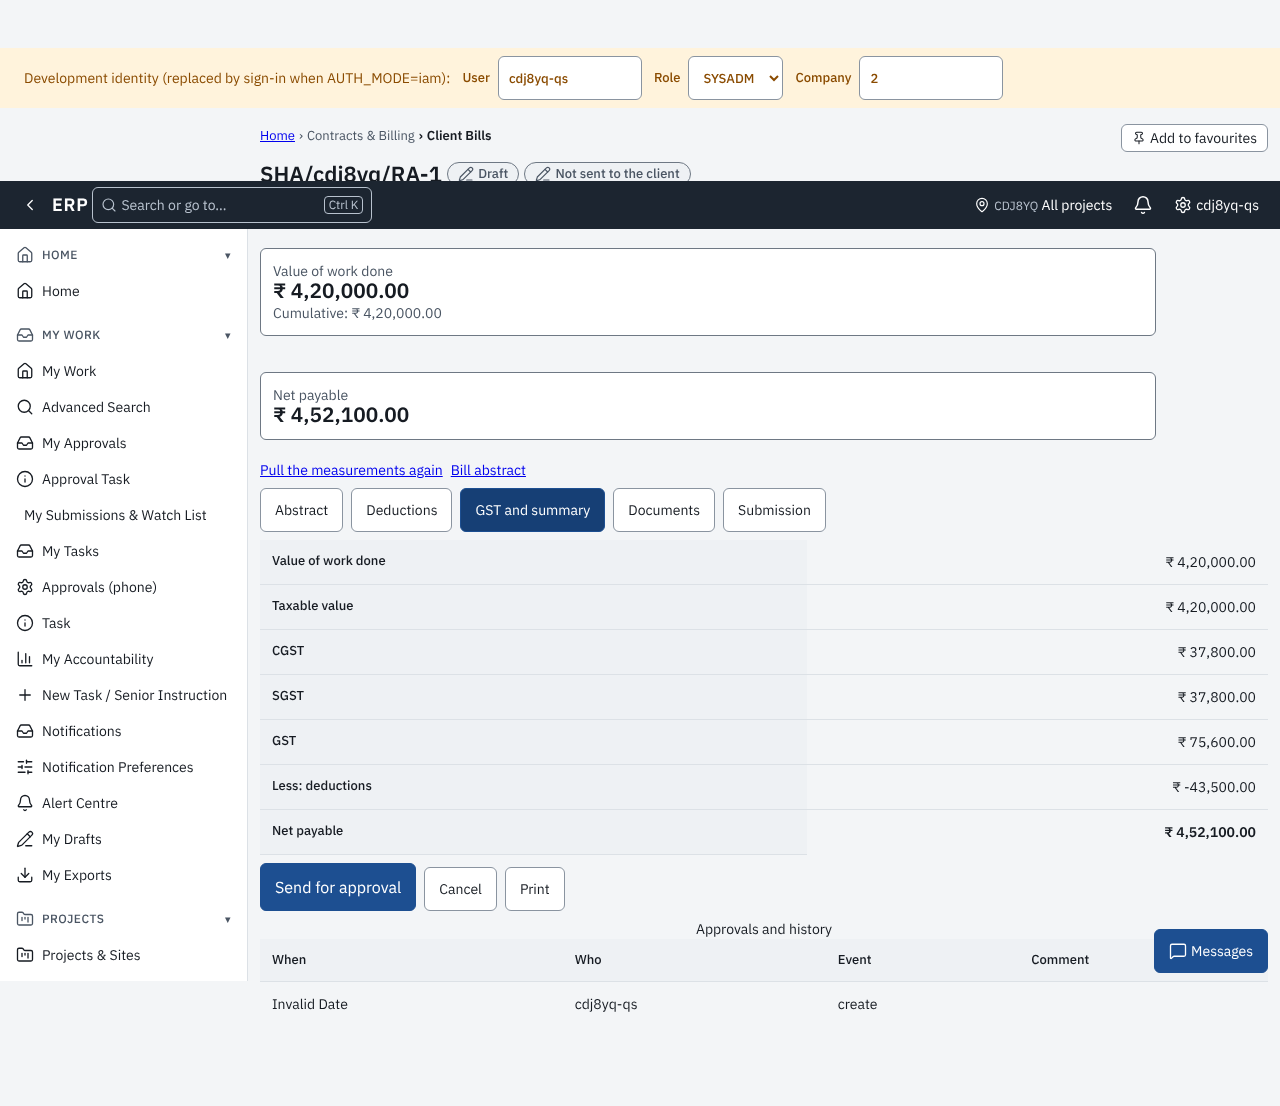 Development identity (replaced by sign-in when AUTH_MODE=iam): User cdj8yq-qs Role SYSADM Company 2
Home › Contracts & Billing › Client Bills
Add to favourites
SHA/cdj8yq/RA-1 Draft Not sent to the client
ERP Search or go to... Ctrl K CDJ8YQ All projects cdj8yq-qs
HOME
Home
MY WORK
My Work
Advanced Search
My Approvals
Approval Task
My Submissions & Watch List
My Tasks
Approvals (phone)
Task
My Accountability
New Task / Senior Instruction
Notifications
Notification Preferences
Alert Centre
My Drafts
My Exports
PROJECTS
Projects & Sites
Value of work done
₹ 4,20,000.00
Cumulative: ₹ 4,20,000.00
Net payable
₹ 4,52,100.00
Pull the measurements again Bill abstract
Abstract Deductions GST and summary Documents Submission
Value of work done ₹ 4,20,000.00
Taxable value ₹ 4,20,000.00
CGST ₹ 37,800.00
SGST ₹ 37,800.00
GST ₹ 75,600.00
Less: deductions ₹ -43,500.00
Net payable ₹ 4,52,100.00
Send for approval Cancel Print
Approvals and history
When Who Event Comment
Messages
Invalid Date cdj8yq-qs create